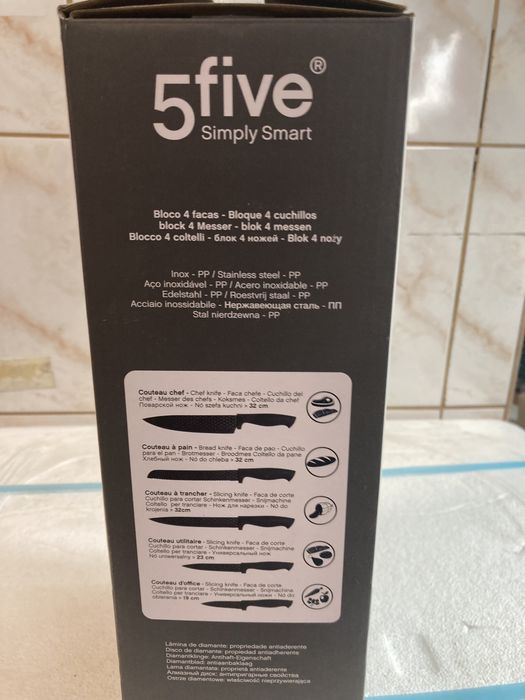 5five®
Simply Smart
Bloco 4 facas - Bloque 4 cuchillos
block 4 Messer - blok 4 messen
Blocco 4 coltelli - блок 4 ножей - Blok 4 noży
Inox - PP / Stainless steel - PP
Aço inoxidável - PP / Acero inoxidable - PP
Edelstahl - PP / Roestvrij staal - PP
Acciaio inossidabile - Нержавеющая сталь - ПП
Stal nierdzewna - PP
Couteau chef - Chef knife - Faca chefe - Cuchillo del
chef - Messer des chefs - Koksmes - Coltello da chef
Поварской нож - Nó szefa kuchni > 32 cm
Couteau à pain - Bread knife - Faca de pao - Cuchillo
para el pan - Brotmesser - Broodmes Coltello da pane
Хлебный нож - Nó do chleba > 32 cm
Couteau à trancher - Slicing knife - Faca de corte
Cuchillo para cortar Schinkenmesser - Snijmachine
Coltello per tranciare - Нож для нарезки - Nó do
krojenia > 32cm
Couteau utilitaire - Slicing knife - Faca de corte
Cuchillo para cortar - Schinkenmesser - Snijmachine
Coltello per tranciare - Универсальный нож
Nó uniwersalny > 23 cm
Couteau d'office - Slicing knife - Faca de corte
Cuchillo para cortar - Schinkenmesser - Snijmachine
Coltello per tranciare - Универсальный нож - Nó do
obierania > 19 cm
Lâmina de diamante: propriedade antiaderente
Disco de diamante: propiedad antiadherente
Diamantklinge: Antihaft-Eigenschaft
Diamantblad: antiaanbaklaag
Lama diamantata: proprietà antiaderente
Алмазный диск: антипригарные свойства
Ostrze diamentowe: właściwość nieprzywierająca